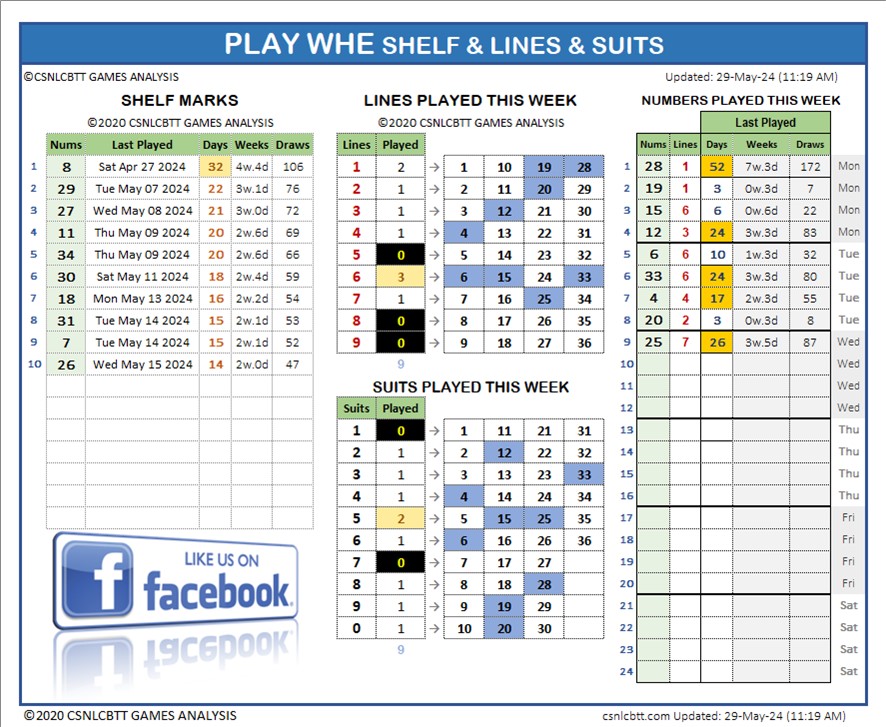 PLAY WHE SHELF & LINES & SUITS
©CSNLCBTT GAMES ANALYSIS
Updated: 29-May-24 (11:19 AM)
SHELF MARKS
©2020 CSNLCBTT GAMES ANALYSIS
Nums Last Played Days Weeks Draws
1 8 Sat Apr 27 2024 32 4w.4d 106
2 29 Tue May 07 2024 22 3w.1d 76
3 27 Wed May 08 2024 21 3w.0d 72
4 11 Thu May 09 2024 20 2w.6d 69
5 34 Thu May 09 2024 20 2w.6d 66
6 30 Sat May 11 2024 18 2w.4d 59
7 18 Mon May 13 2024 16 2w.2d 54
8 31 Tue May 14 2024 15 2w.1d 53
9 7 Tue May 14 2024 15 2w.1d 52
10 26 Wed May 15 2024 14 2w.0d 47
LIKE US ON
facebook
LINES PLAYED THIS WEEK
©2020 CSNLCBTT GAMES ANALYSIS
Lines Played
1 2 → 1 10 19 28
2 1 → 2 11 20 29
3 1 → 3 12 21 30
4 1 → 4 13 22 31
5 0 → 5 14 23 32
6 3 → 6 15 24 33
7 1 → 7 16 25 34
8 0 → 8 17 26 35
9 0 → 9 18 27 36
9
SUITS PLAYED THIS WEEK
Suits Played
1 0 → 1 11 21 31
2 1 → 2 12 22 32
3 1 → 3 13 23 33
4 1 → 4 14 24 34
5 2 → 5 15 25 35
6 1 → 6 16 26 36
7 0 → 7 17 27
8 1 → 8 18 28
9 1 → 9 19 29
0 1 → 10 20 30
9
NUMBERS PLAYED THIS WEEK
Last Played
Nums Lines Days Weeks Draws
1 28 1 52 7w.3d 172 Mon
2 19 1 3 0w.3d 7 Mon
3 15 6 6 0w.6d 22 Mon
4 12 3 24 3w.3d 83 Mon
5 6 6 10 1w.3d 32 Tue
6 33 6 24 3w.3d 80 Tue
7 4 4 17 2w.3d 55 Tue
8 20 2 3 0w.3d 8 Tue
9 25 7 26 3w.5d 87 Wed
10 Wed
11 Wed
12 Wed
13 Thu
14 Thu
15 Thu
16 Thu
17 Fri
18 Fri
19 Fri
20 Fri
21 Sat
22 Sat
23 Sat
24 Sat
©2020 CSNLCBTT GAMES ANALYSIS
csnlcbtt.com Updated: 29-May-24 (11:19 AM)